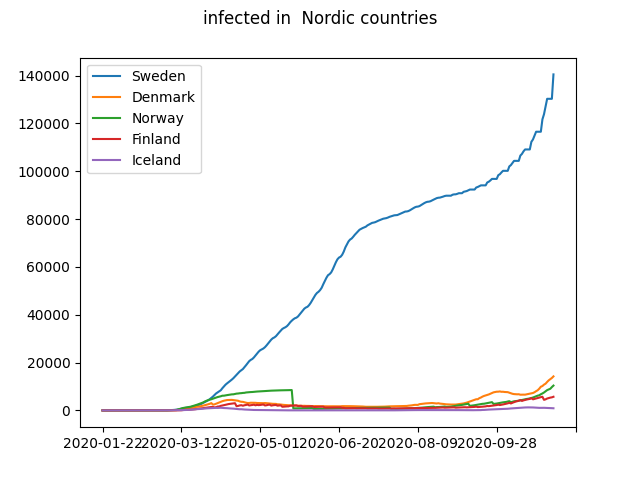 infected in  Nordic countries
140000
120000
100000
80000
60000
40000
20000
0
Sweden
Denmark
Norway
Finland
Iceland
2020-01-22 2020-03-12 2020-05-01 2020-06-20 2020-08-09 2020-09-28